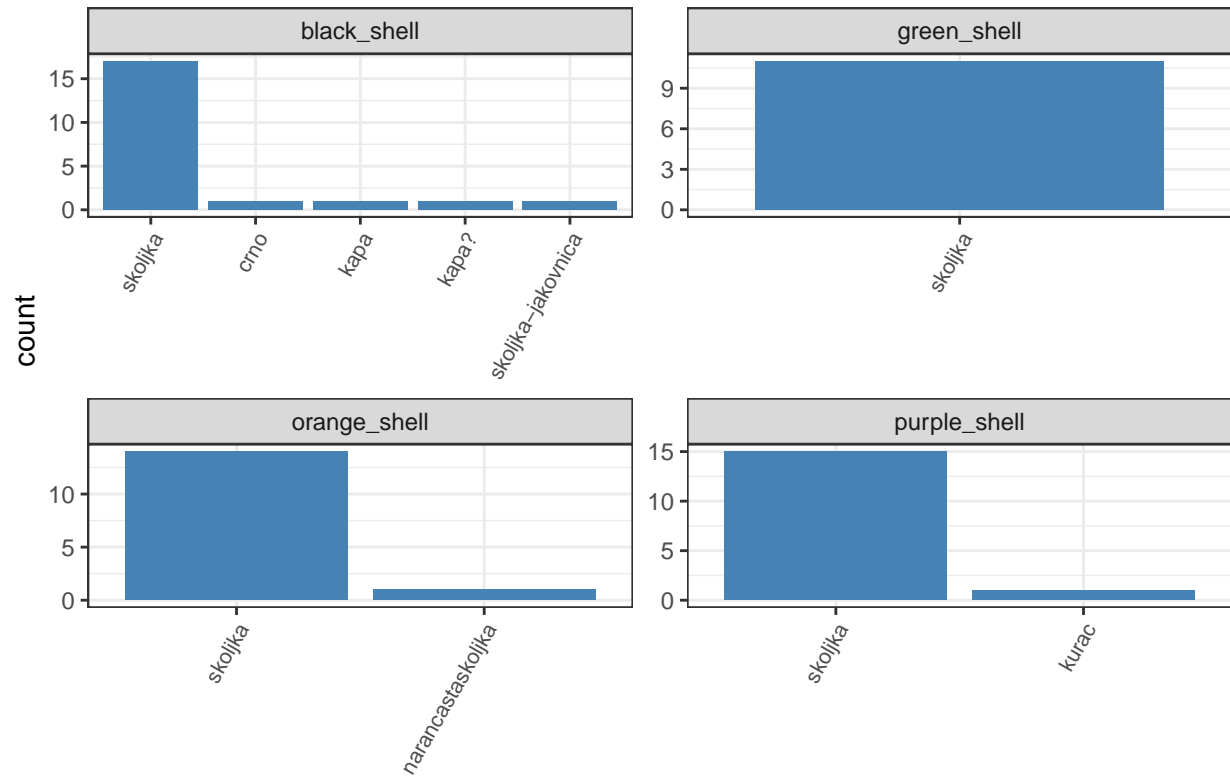 black_shell
15
10
5
0
skoljka
crno
kapa
kapa?
skoljka-jakovnica
green_shell
9
6
3
0
skoljka
count
orange_shell
10
5
0
skoljka
narancastaskoljka
purple_shell
15
10
5
0
skoljka
kurac